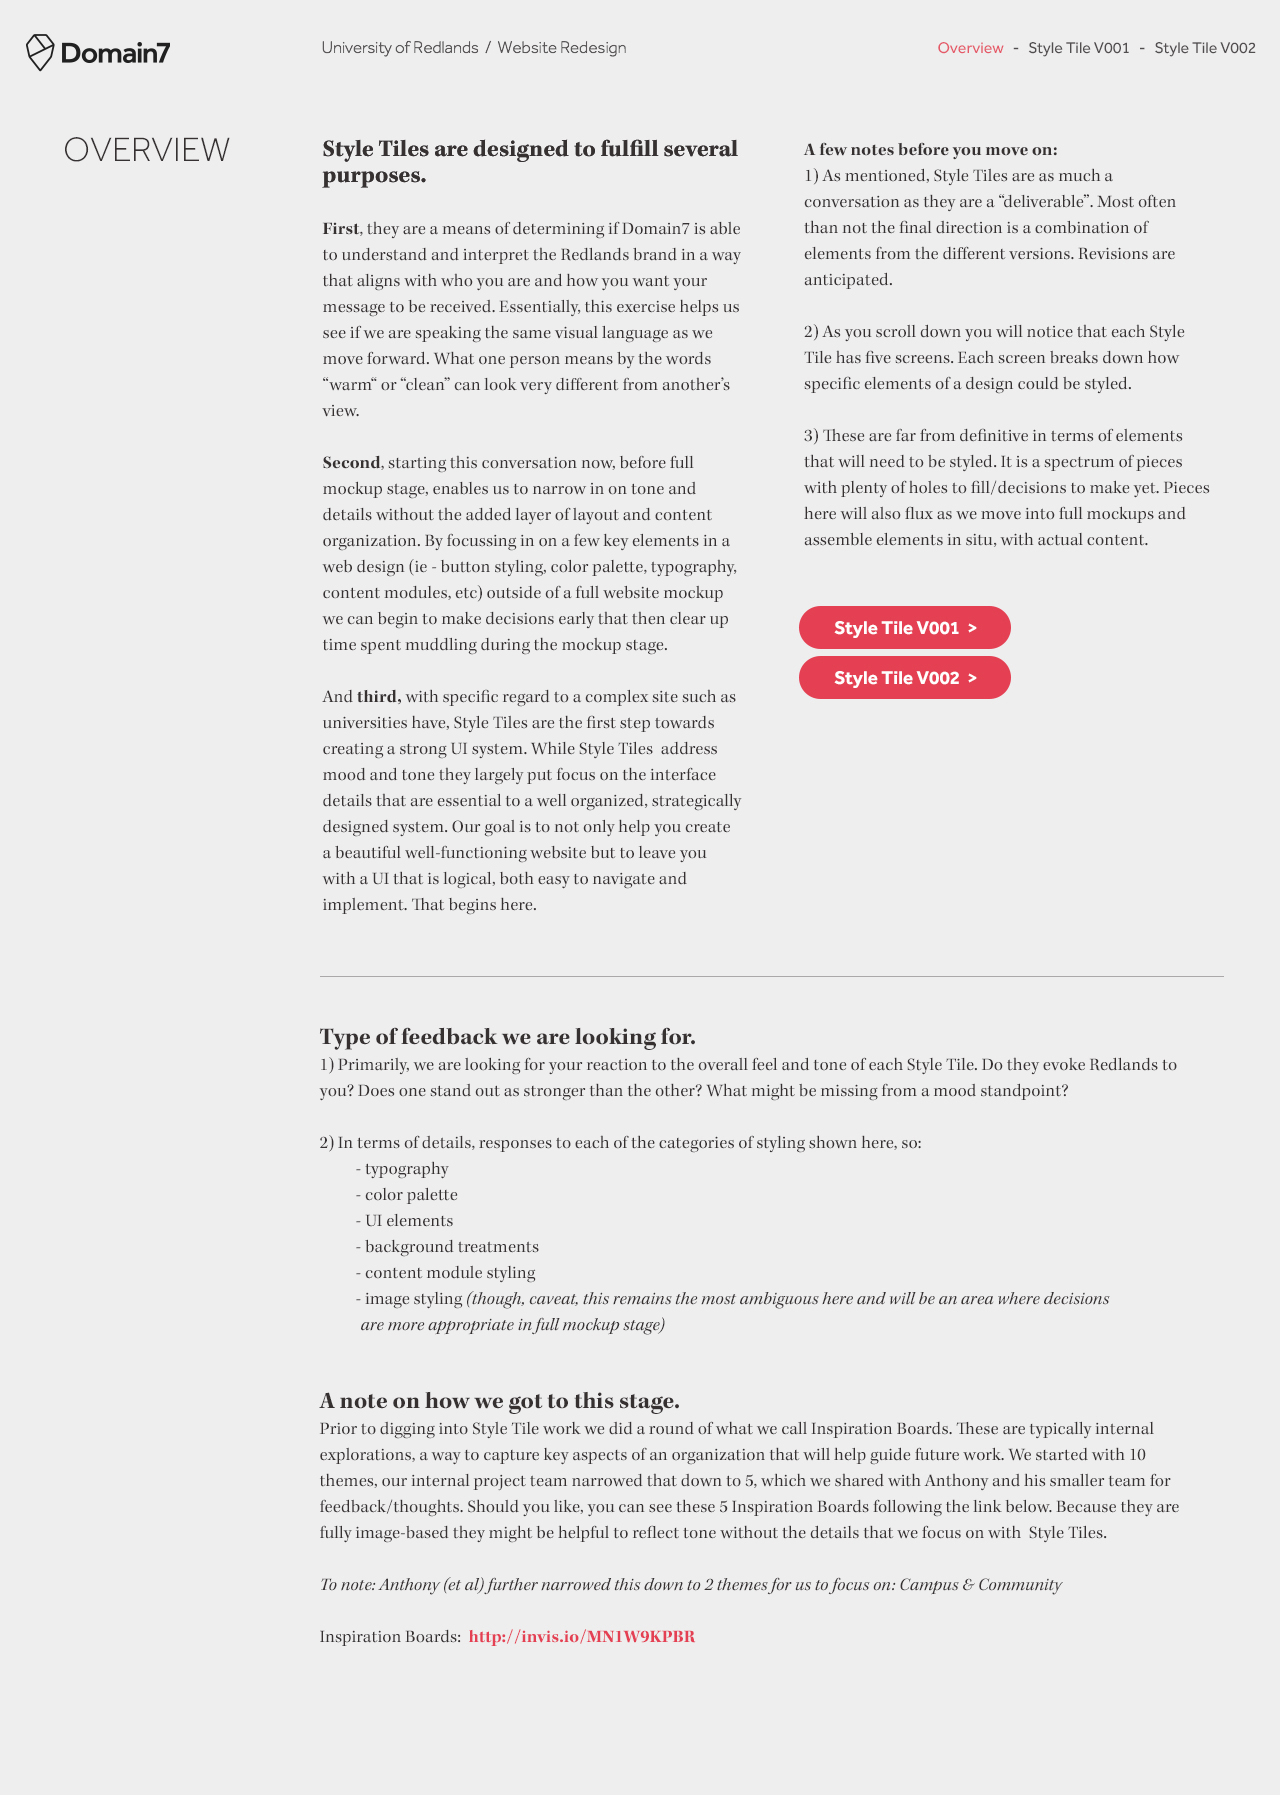 Domain7
University of Redlands / Website Redesign
Overview - Style Tile V001 - Style Tile V002
OVERVIEW
Style Tiles are designed to fulfill several
purposes.
First, they are a means of determining if Domain7 is able
to understand and interpret the Redlands brand in a way
that aligns with who you are and how you want your
message to be received. Essentially, this exercise helps us
see if we are speaking the same visual language as we
move forward. What one person means by the words
“warm“ or “clean” can look very different from another’s
view.
Second, starting this conversation now, before full
mockup stage, enables us to narrow in on tone and
details without the added layer of layout and content
organization. By focussing in on a few key elements in a
web design (ie - button styling, color palette, typography,
content modules, etc) outside of a full website mockup
we can begin to make decisions early that then clear up
time spent muddling during the mockup stage.
And third, with specific regard to a complex site such as
universities have, Style Tiles are the first step towards
creating a strong UI system. While Style Tiles address
mood and tone they largely put focus on the interface
details that are essential to a well organized, strategically
designed system. Our goal is to not only help you create
a beautiful well-functioning website but to leave you
with a UI that is logical, both easy to navigate and
implement. That begins here.
A few notes before you move on:
1) As mentioned, Style Tiles are as much a
conversation as they are a “deliverable”. Most often
than not the final direction is a combination of
elements from the different versions. Revisions are
anticipated.
2) As you scroll down you will notice that each Style
Tile has five screens. Each screen breaks down how
specific elements of a design could be styled.
3) These are far from definitive in terms of elements
that will need to be styled. It is a spectrum of pieces
with plenty of holes to fill/decisions to make yet. Pieces
here will also flux as we move into full mockups and
assemble elements in situ, with actual content.
Style Tile V001 >
Style Tile V002 >
Type of feedback we are looking for.
1) Primarily, we are looking for your reaction to the overall feel and tone of each Style Tile. Do they evoke Redlands to
you? Does one stand out as stronger than the other? What might be missing from a mood standpoint?
2) In terms of details, responses to each of the categories of styling shown here, so:
- typography
- color palette
- UI elements
- background treatments
- content module styling
- image styling (though, caveat, this remains the most ambiguous here and will be an area where decisions
are more appropriate in full mockup stage)
A note on how we got to this stage.
Prior to digging into Style Tile work we did a round of what we call Inspiration Boards. These are typically internal
explorations, a way to capture key aspects of an organization that will help guide future work. We started with 10
themes, our internal project team narrowed that down to 5, which we shared with Anthony and his smaller team for
feedback/thoughts. Should you like, you can see these 5 Inspiration Boards following the link below. Because they are
fully image-based they might be helpful to reflect tone without the details that we focus on with Style Tiles.
To note: Anthony (et al) further narrowed this down to 2 themes for us to focus on: Campus & Community
Inspiration Boards: http://invis.io/MN1W9KPBR